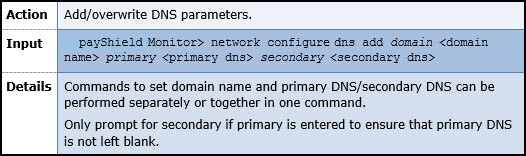 Action Add/overwrite DNS parameters.
Input payShield Monitor> network configure dns add domain <domain
name> primary <primary dns> secondary <secondary dns>
Details Commands to set domain name and primary DNS/secondary DNS can be
performed separately or together in one command.
Only prompt for secondary if primary is entered to ensure that primary DNS
is not left blank.